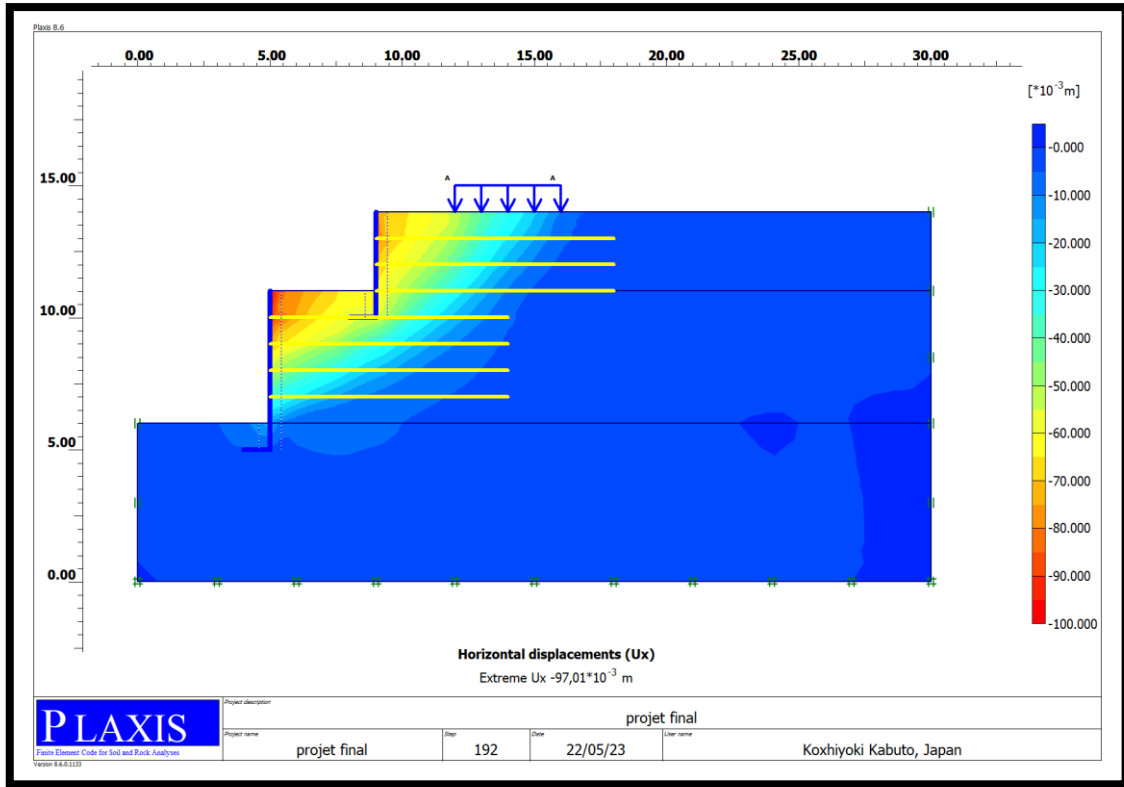 Plaxis 8.6
0.00 5.00 10.00 15.00 20.00 25.00 30.00
[*10-3m]
-0.000
A A
15.00
-10.000
-20.000
-30.000
10.00
-40.000
-50.000
-60.000
5.00
-70.000
-80.000
0.00
-90.000
-100.000
Horizontal displacements (Ux)
Extreme Ux -97,01*10-3 m
PLAXIS
Finite Element Code for Soil and Rock Analyses
Version 8.6.0.1133
Project description
projet final
Project name
projet final
Step
192
Date
22/05/23
User name
Koxhiyoki Kabuto, Japan